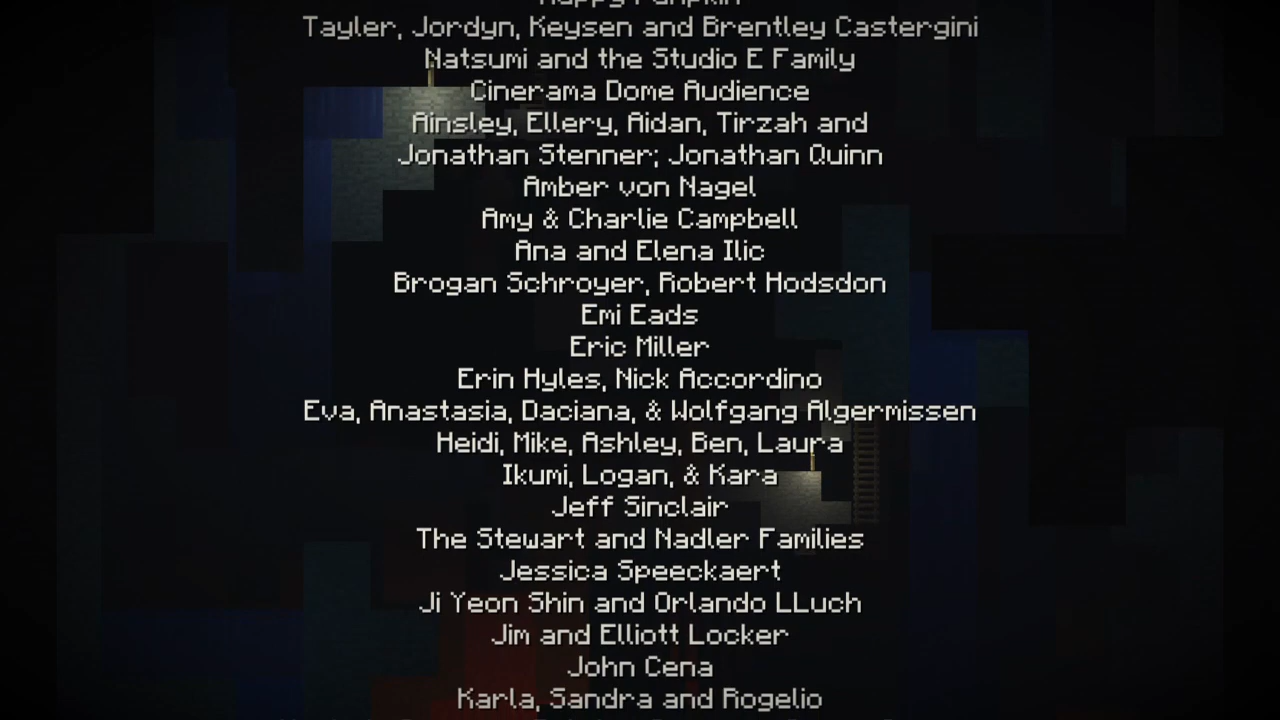 Happy Pumpkin
Tayler, Jordyn, Keysen and Brentley Castergini
Natsumi and the Studio E Family
Cinerama Dome Audience
Ainsley, Ellery, Aidan, Tirzah and
Jonathan Stenner; Jonathan Quinn
Amber von Nagel
Amy & Charlie Campbell
Ana and Elena Ilic
Brogan Schroyer, Robert Hodsdon
Emi Eads
Eric Miller
Erin Hyles, Nick Accordino
Eva, Anastasia, Daciana, & Wolfgang Algermissen
Heidi, Mike, Ashley, Ben, Laura
Ikumi, Logan, & Kara
Jeff Sinclair
The Stewart and Nadler Families
Jessica Speeckaert
Ji Yeon Shin and Orlando LLuch
Jim and Elliott Locker
John Cena
Karla, Sandra and Rogelio